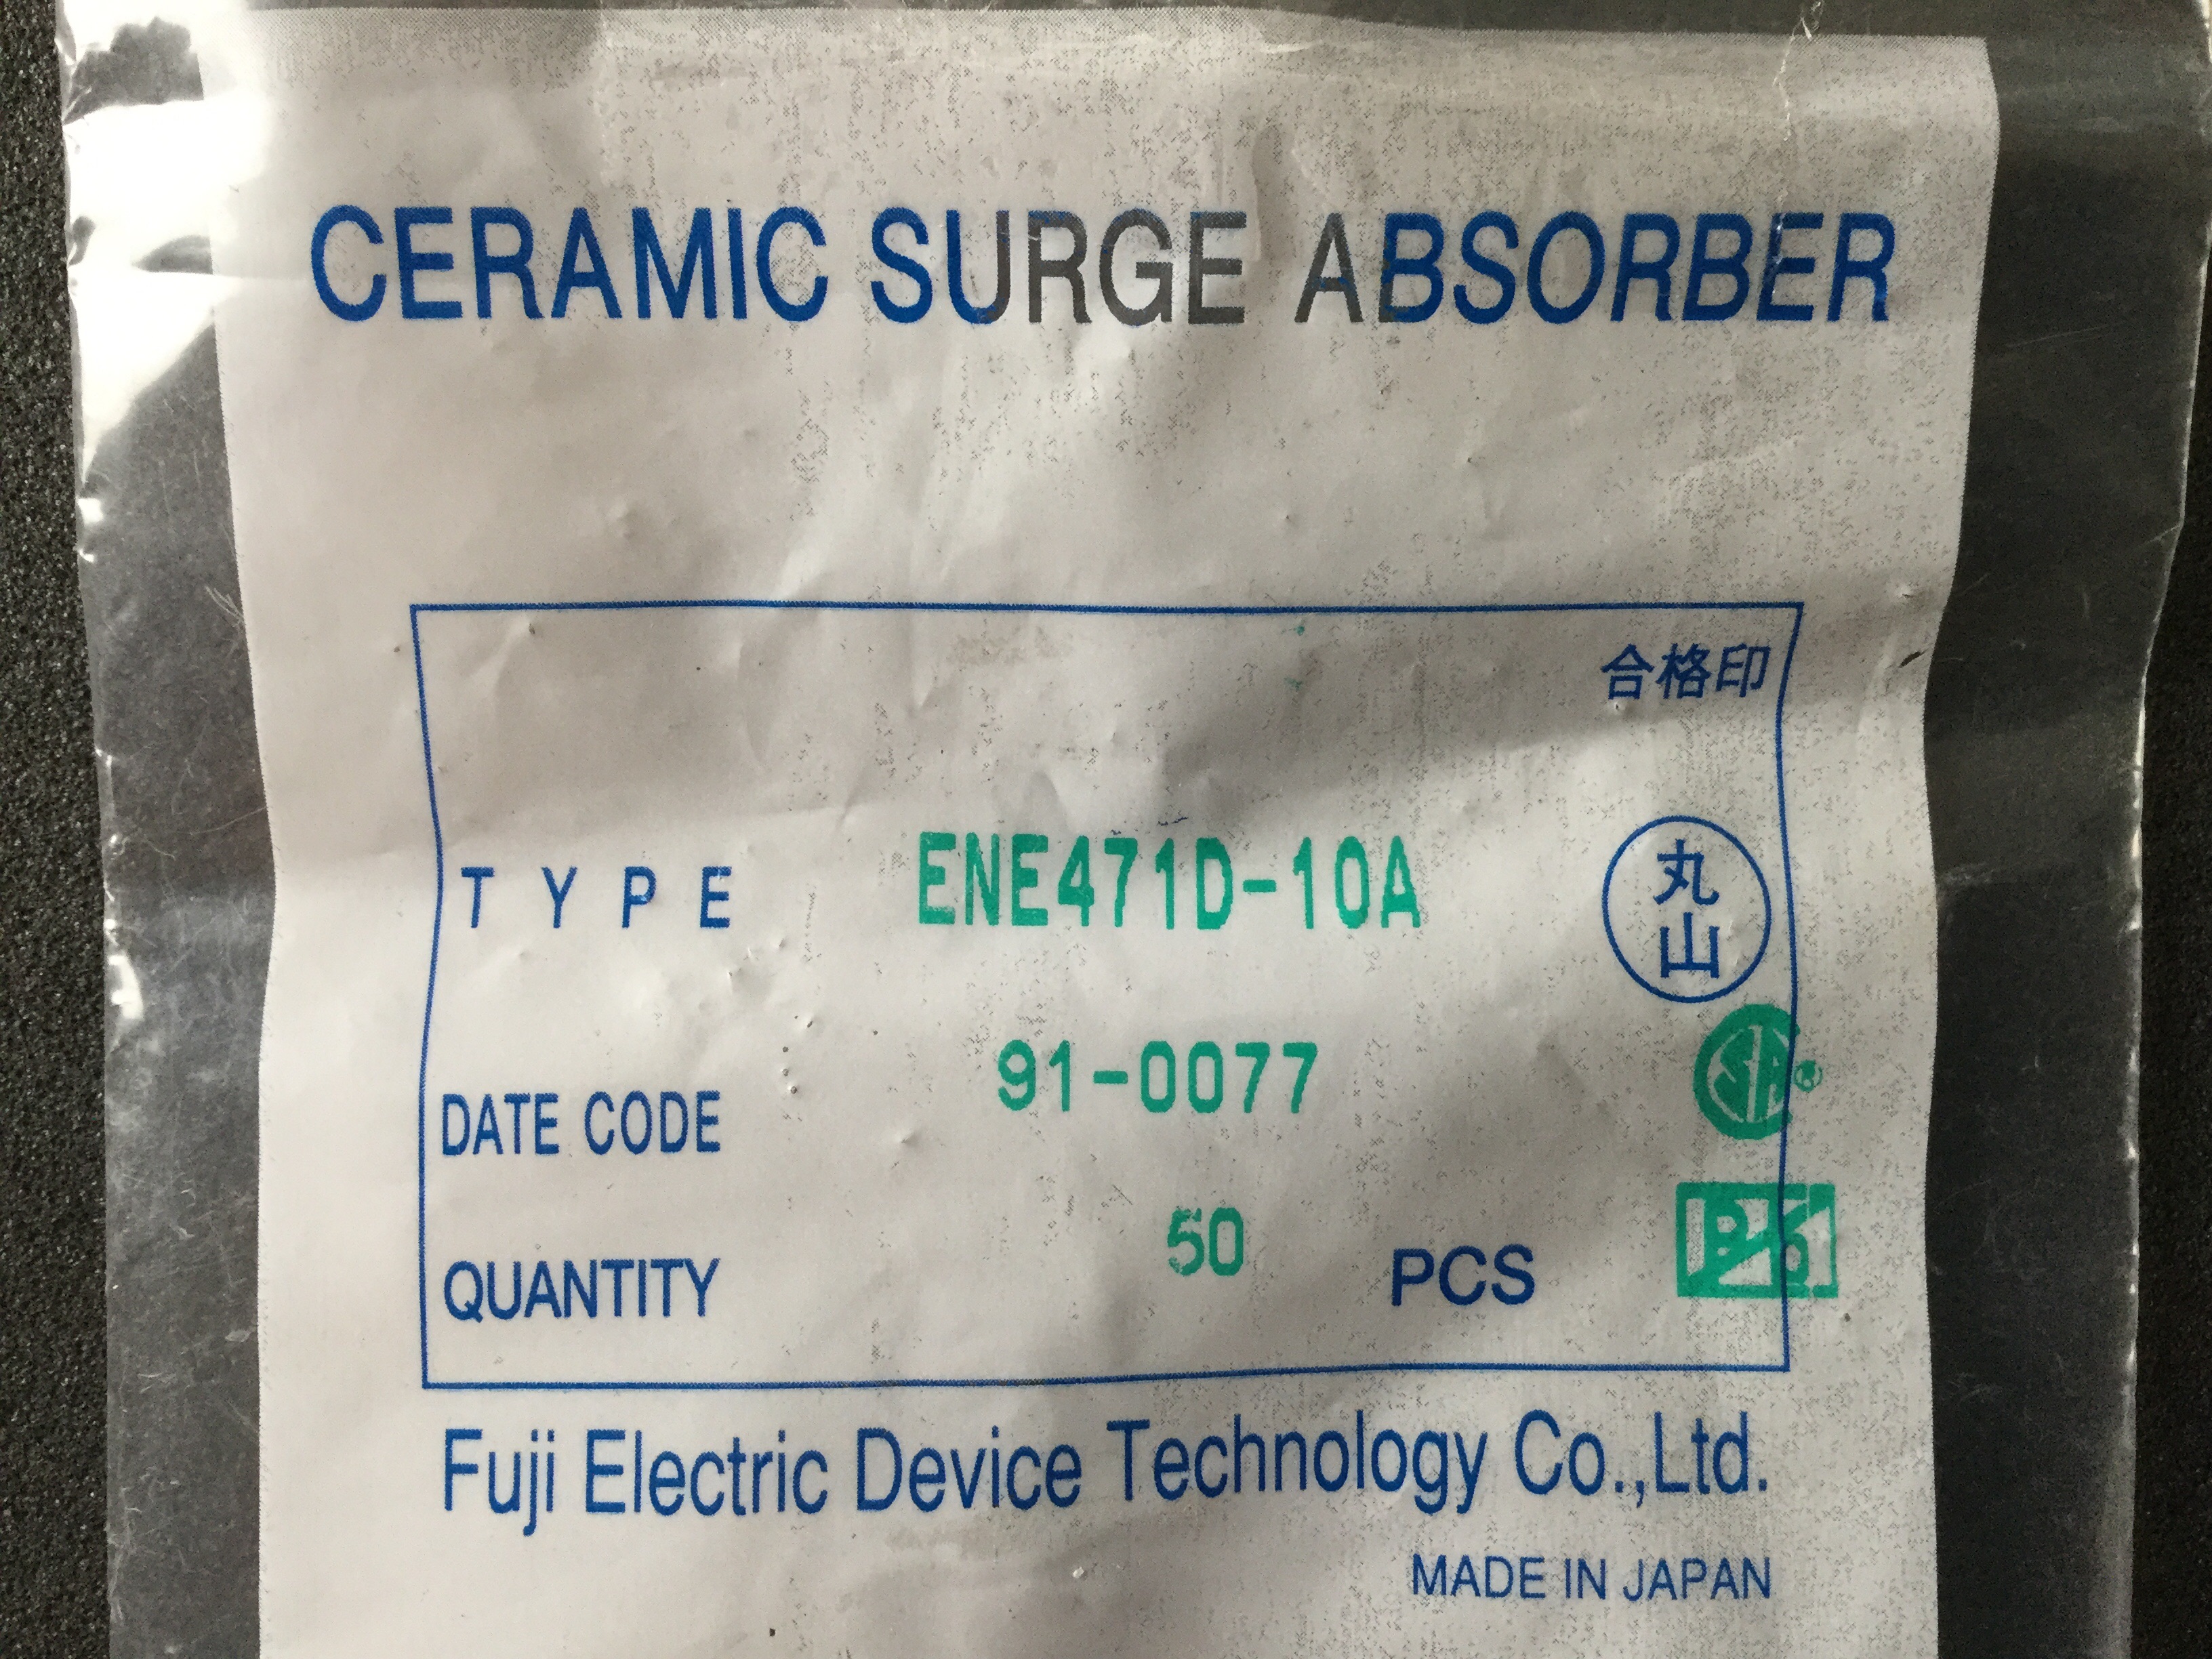 CERAMIC SURGE ABSORBER
合格印
TYPE ENE471D-10A
丸
山
DATE CODE 91-0077
QUANTITY 50 PCS
Fuji Electric Device Technology Co.,Ltd.
MADE IN JAPAN